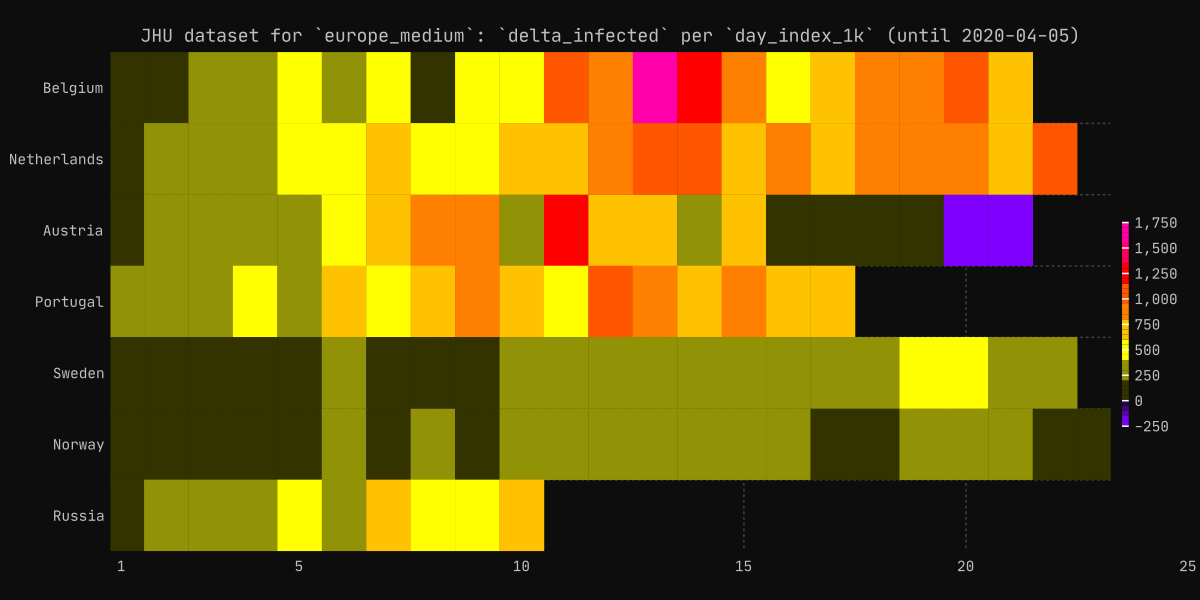 JHU dataset for `europe_medium`: `delta_infected` per `day_index_1k` (until 2020-04-05)
Belgium
Netherlands
Austria
Portugal
Sweden
Norway
Russia
1 5 10 15 20 25
1,750
1,500
1,250
1,000
750
500
250
0
-250